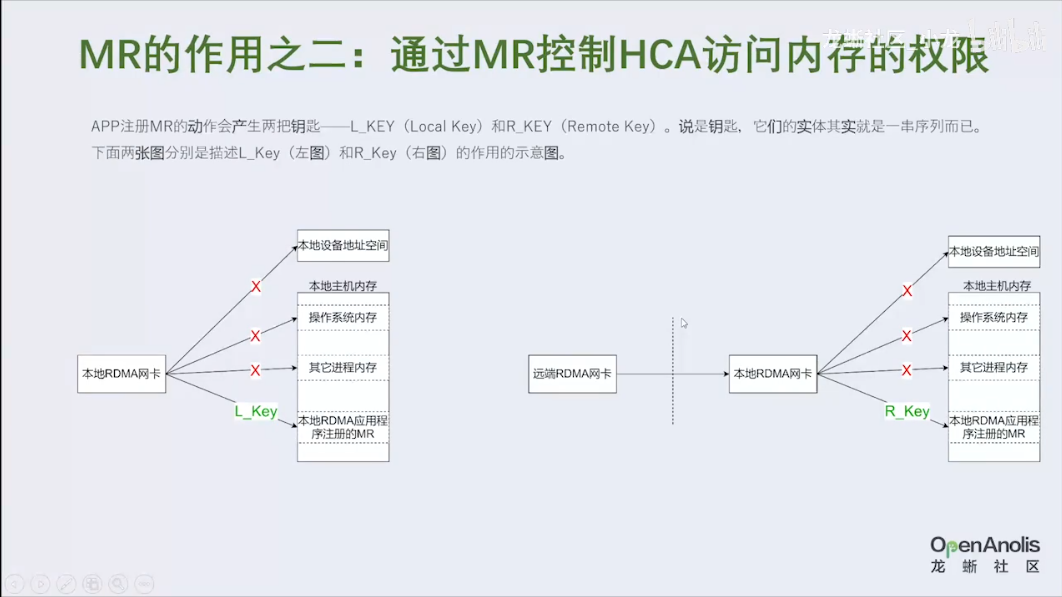 MR的作用之二：通过MR控制HCA访问内存的权限
APP注册MR的动作会产生两把钥匙——L_KEY（Local Key）和R_KEY（Remote Key）。说是钥匙，它们的实体其实就是一串序列而已。
下面两张图分别是描述L_Key（左图）和R_Key（右图）的作用的示意图。
本地设备地址空间
本地主机内存
X
操作系统内存
X
其它进程内存
X
本地RDMA网卡
L_Key
本地RDMA应用程
序注册的MR
本地设备地址空间
本地主机内存
X
操作系统内存
X
其它进程内存
X
远端RDMA网卡
本地RDMA网卡
R_Key
本地RDMA应用程
序注册的MR
OpenAnolis
龙蜥社区